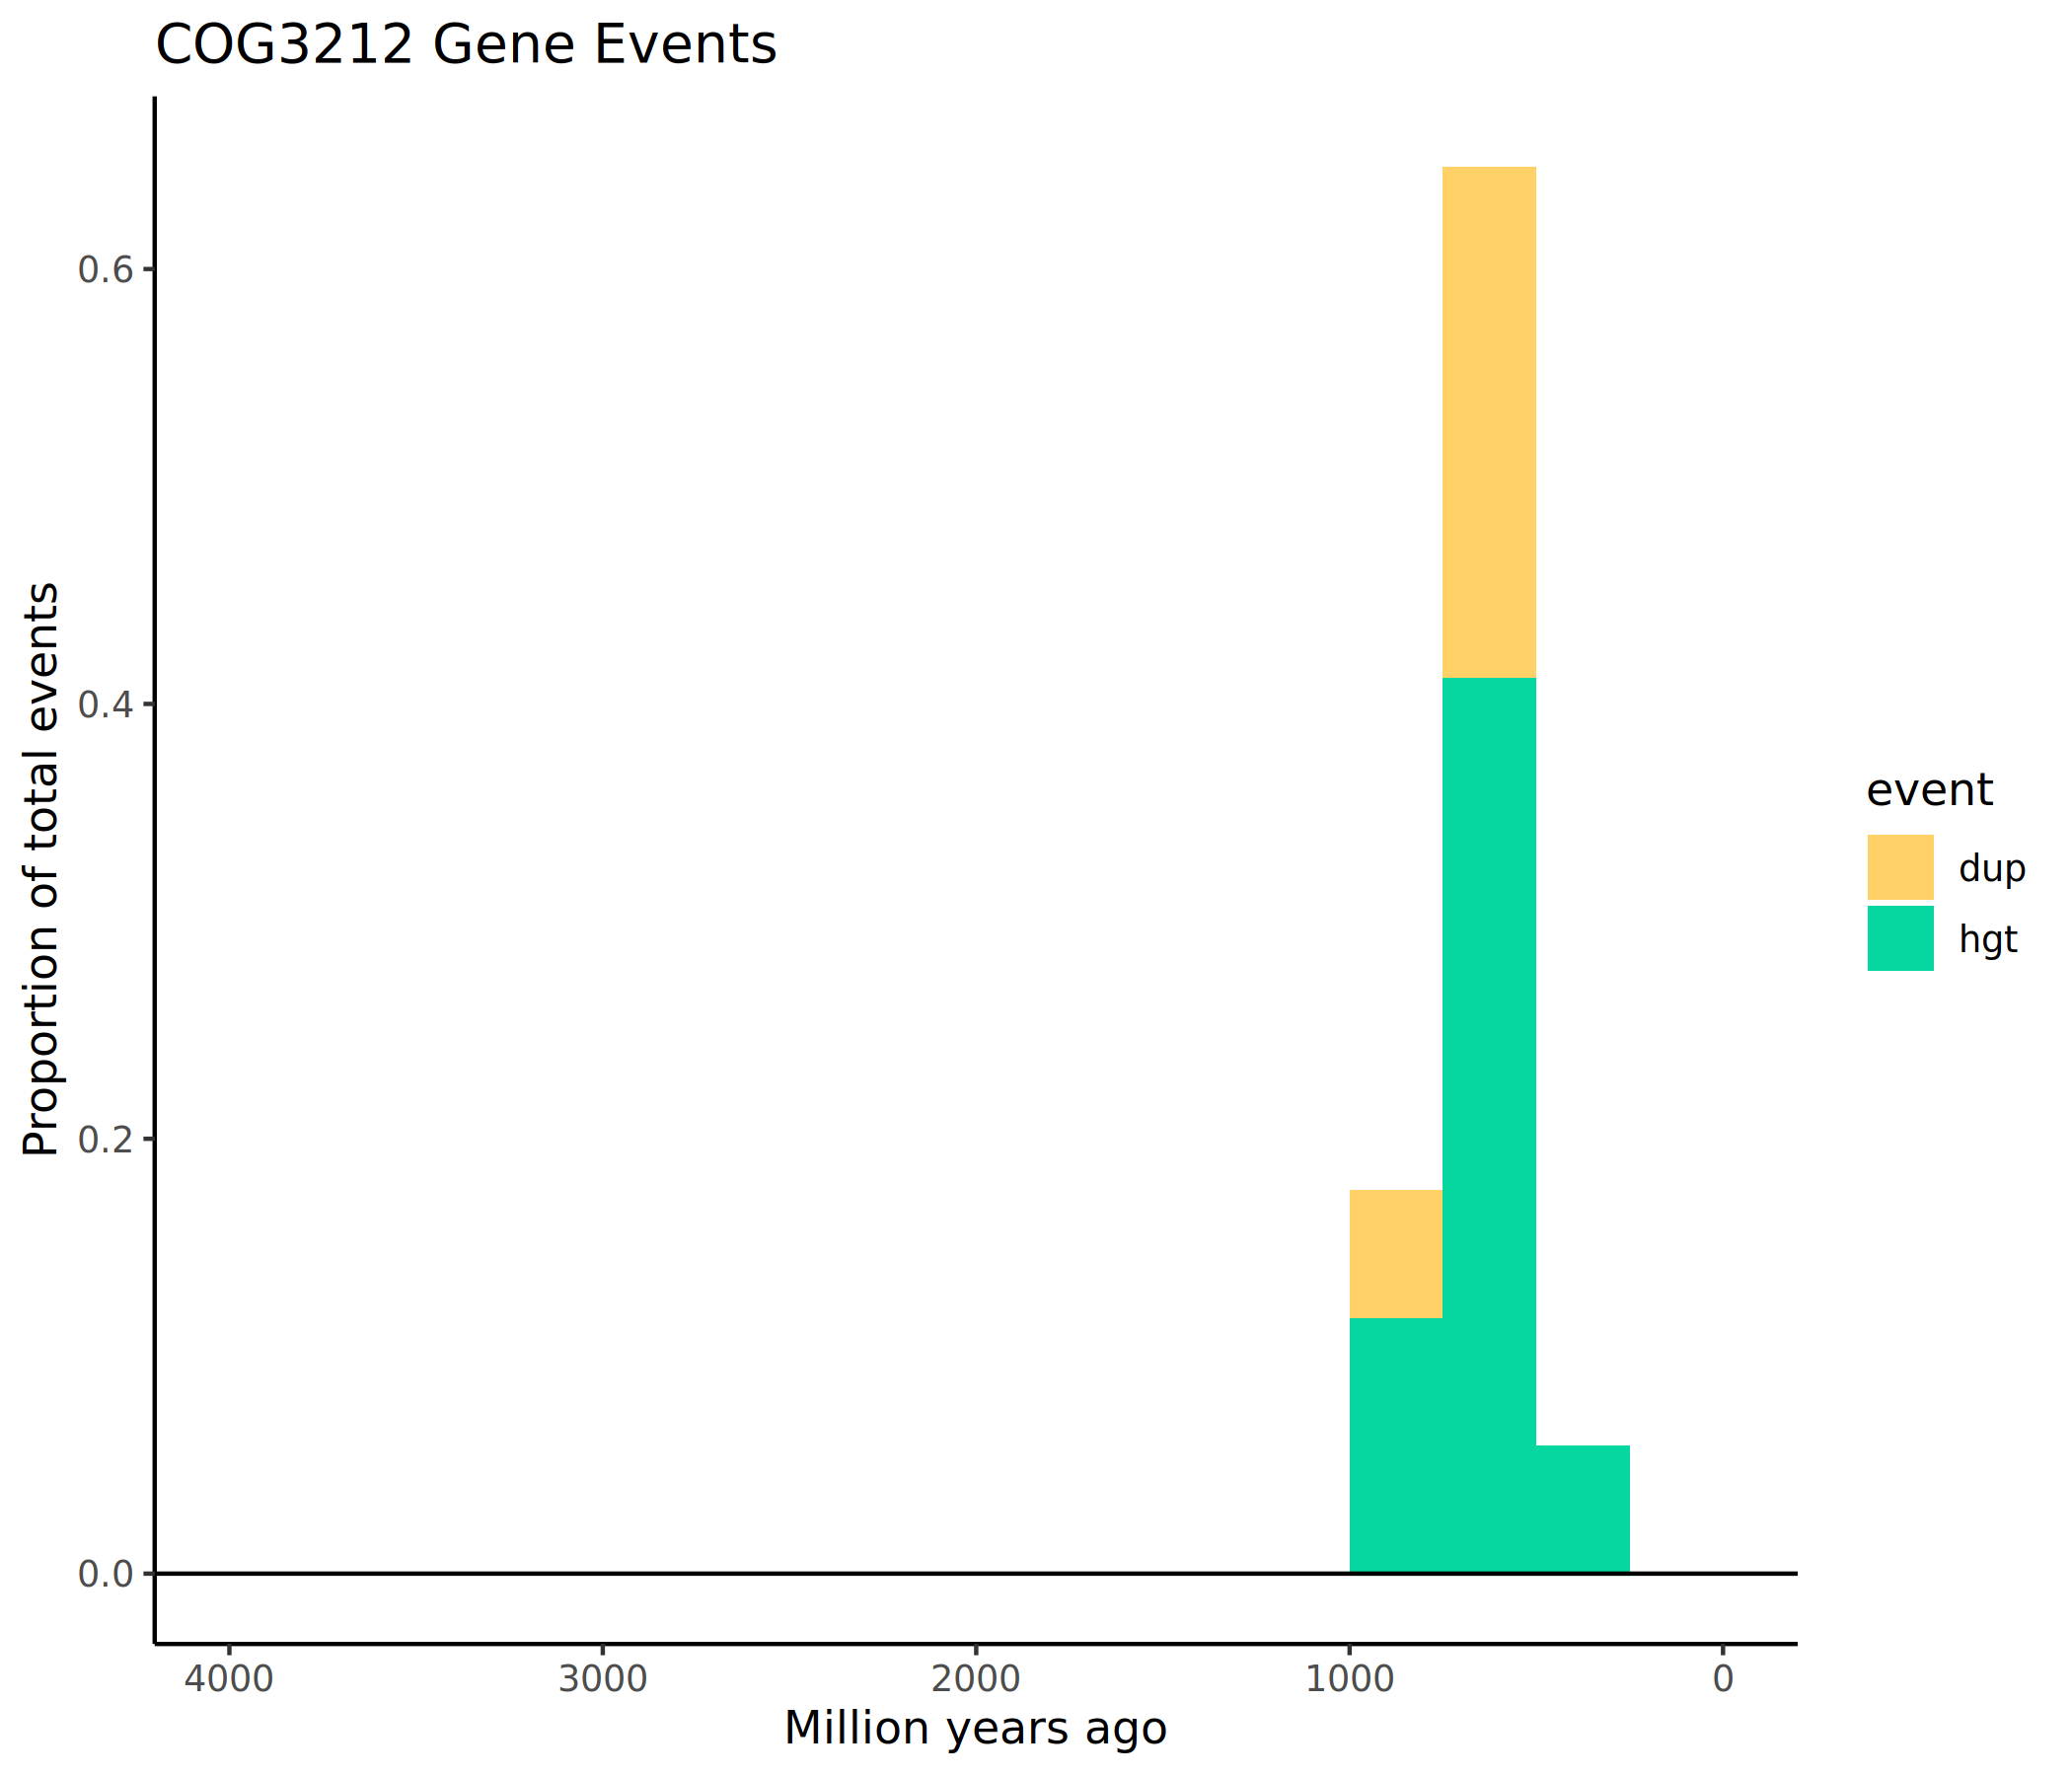 COG3212 Gene Events
Proportion of total events
0.6
0.4
0.2
0.0
4000 3000 2000 1000 0
Million years ago
event
dup
hgt